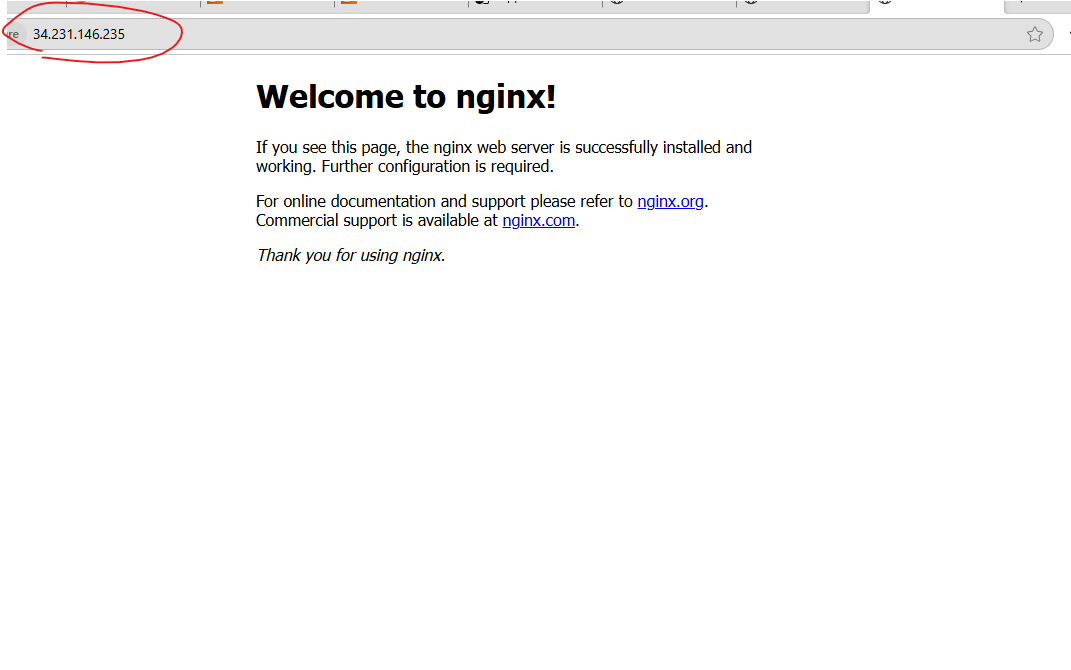 re 34.231.146.235
Welcome to nginx!
If you see this page, the nginx web server is successfully installed and
working. Further configuration is required.
For online documentation and support please refer to nginx.org.
Commercial support is available at nginx.com.
Thank you for using nginx.